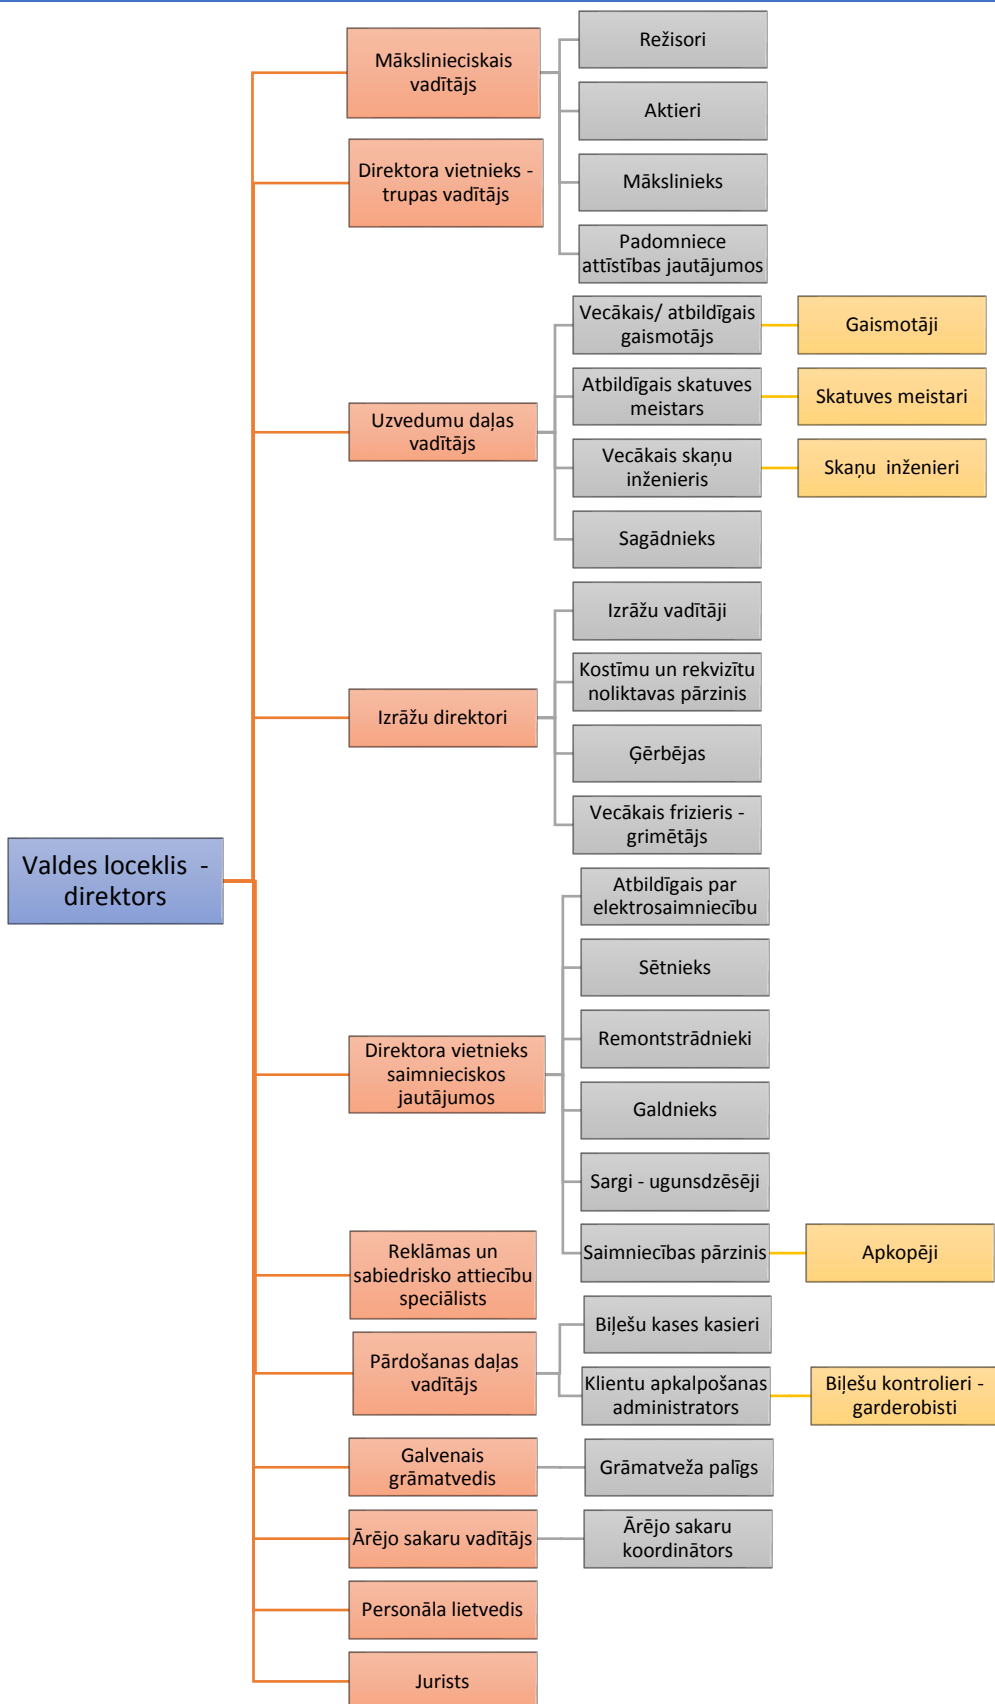 Mākslinieciskais
vadītājs
Režisori
Aktieri
Direktora vietnieks -
trupas vadītājs
Mākslinieks
Padomniece
attīstības jautājumos
Uzvedumu daļas
vadītājs
Vecākais/ atbildīgais
gaismotājs
Gaismotāji
Atbildīgais skatuves
meistars
Skatuves meistari
Vecākais skaņu
inženieris
Skaņu  inženieri
Sagādnieks
Izrāžu direktori
Izrāžu vadītāji
Kostīmu un rekvizītu
noliktavas pārzinis
Ģērbējas
Vecākais frizieris -
grimētājs
Valdes loceklis  -
direktors
Direktora vietnieks
saimnieciskos
jautājumos
Atbildīgais par
elektrosaimniecību
Sētnieks
Remontstrādnieki
Galdnieks
Sargi - ugunsdzēsēji
Saimniecības pārzinis
Apkopēji
Reklāmas un
sabiedrisko attiecību
speciālists
Pārdošanas daļas
vadītājs
Biļešu kases kasieri
Klientu apkalpošanas
administrators
Biļešu kontrolieri -
garderobisti
Galvenais
grāmatvedis
Grāmatveža palīgs
Ārējo sakaru vadītājs
Ārējo sakaru
koordinātors
Personāla lietvedis
Jurists